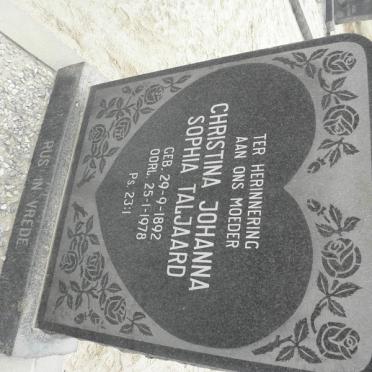 TER HERINNERING
AAN ONS MOEDER
CHRISTINA JOHANNA
SOPHIA TALJAARD
GEB. 29-9-1892
OORL. 25-1-1978
Ps. 23:1
RUS IN VREDE